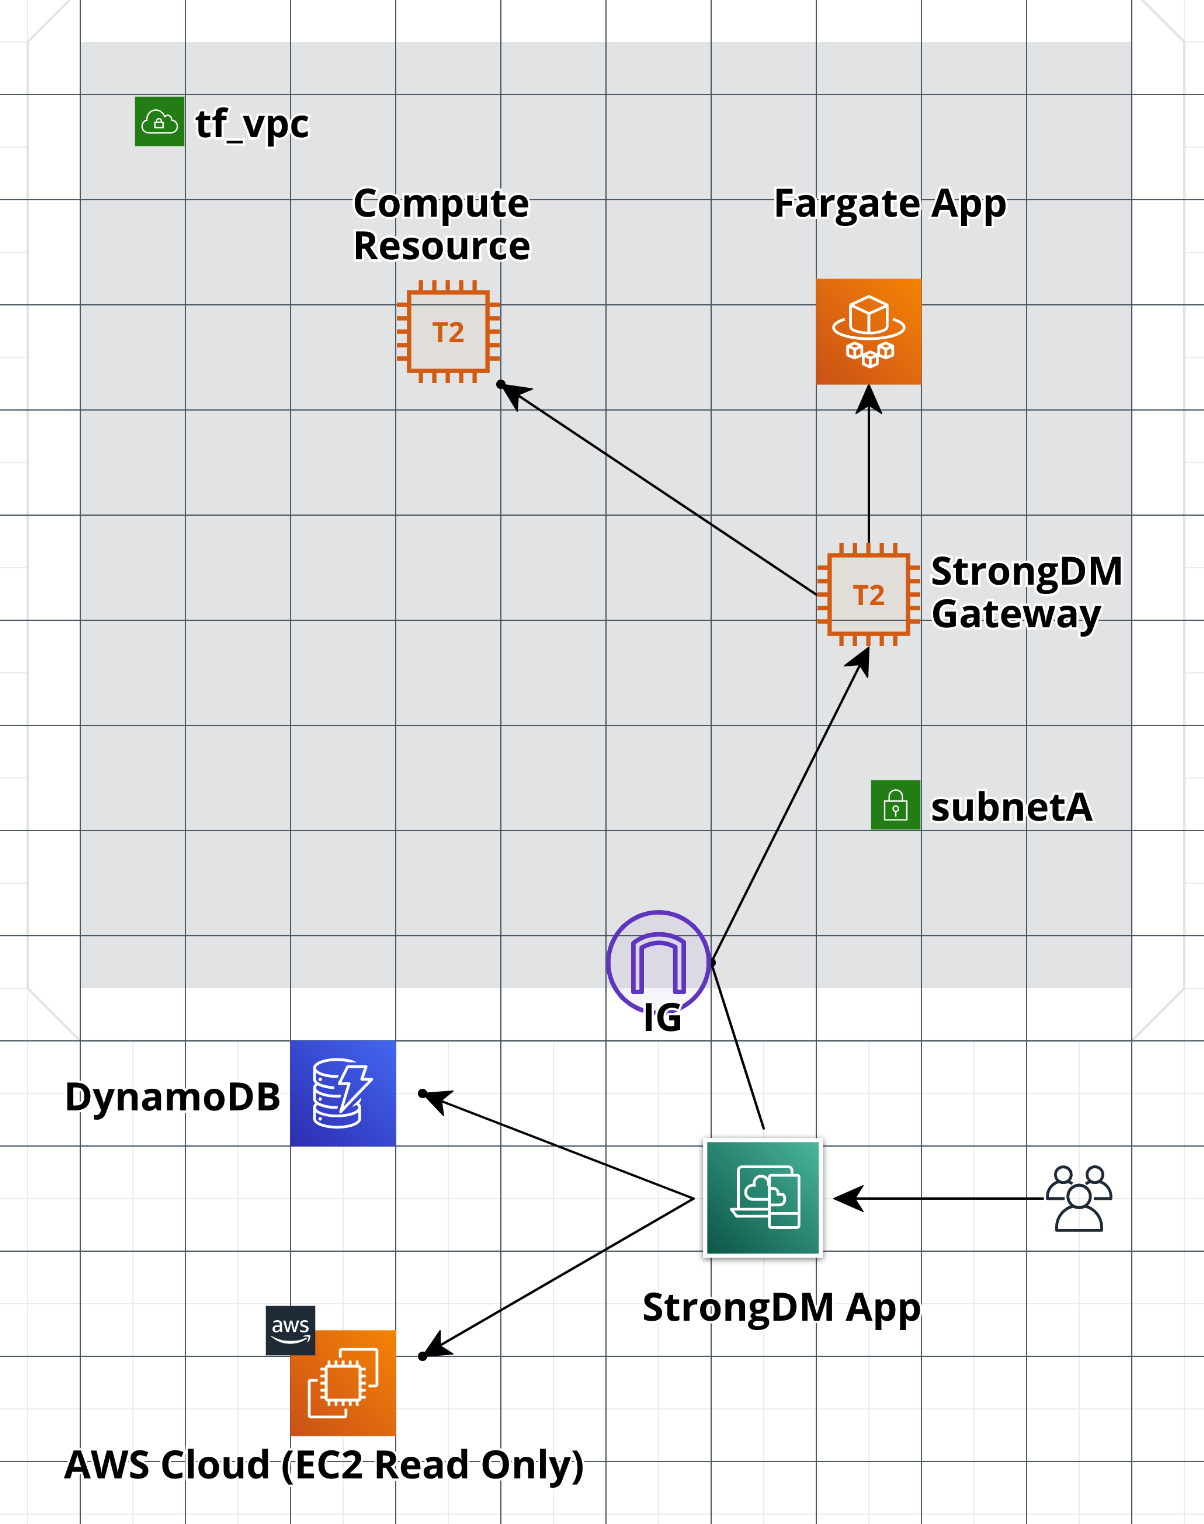 tf_vpc
Compute
Resource
Fargate App
T2
T2
StrongDM
Gateway
subnetA
IG
DynamoDB
StrongDM App
aws
AWS Cloud (EC2 Read Only)